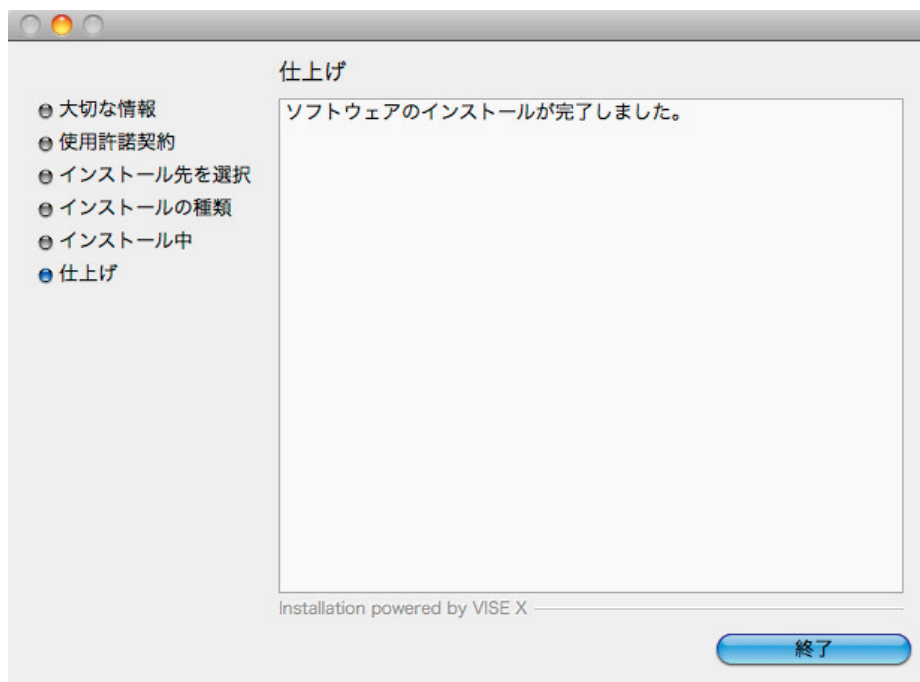 仕上げ
大切な情報
使用許諾契約
インストール先を選択
インストールの種類
インストール中
仕上げ
ソフトウェアのインストールが完了しました。
Installation powered by VISE X
終了